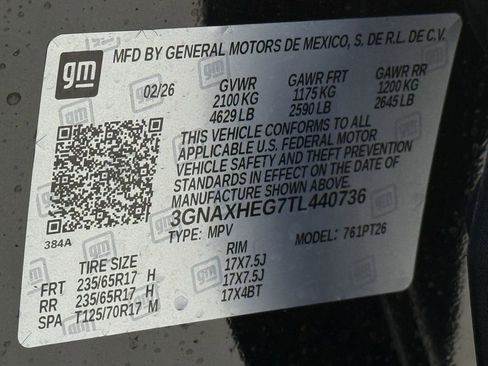 gm
MFD BY GENERAL MOTORS DE MEXICO, S. DE R.L. DE C.V.
02/26 GVWR GAWR FRT GAWR RR
2100 KG 1175 KG 1200 KG
4629 LB 2590 LB 2645 LB
THIS VEHICLE CONFORMS TO ALL
APPLICABLE U.S. FEDERAL MOTOR
VEHICLE SAFETY AND THEFT PREVENTION
STANDARDS IN EFFECT ON THE DATE OF
MANUFACTURE SHOWN ABOVE.
3GNAXHEG7TL440736
384A
TYPE: MPV MODEL: 761PT26
TIRE SIZE RIM
FRT 235/65R17 H 17X7.5J
RR 235/65R17 H 17X7.5J
SPA T125/70R17 M 17X4BT